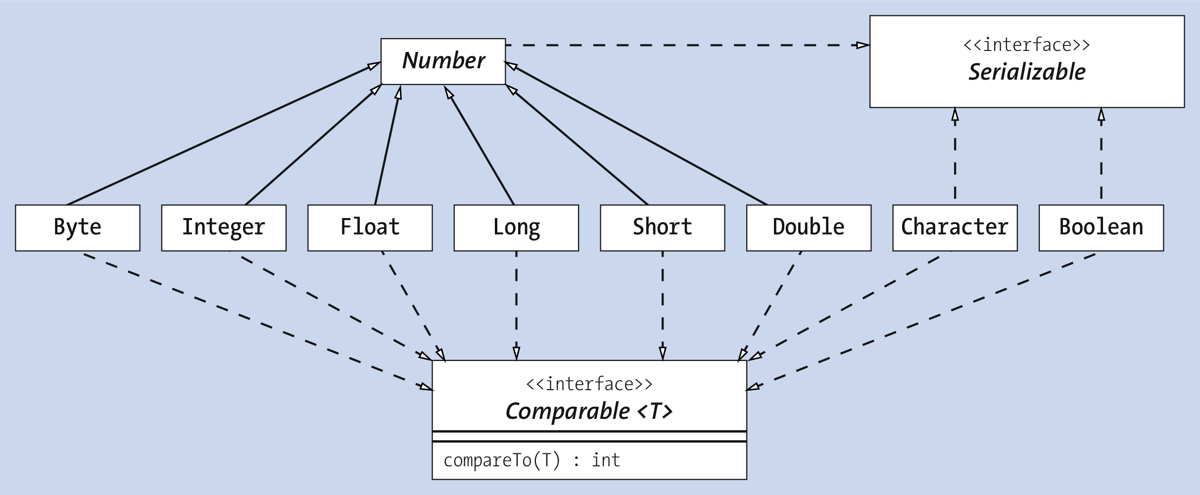 Number
<<interface>>
Serializable
Byte
Integer
Float
Long
Short
Double
Character
Boolean
<<interface>>
Comparable <T>
compareTo(T) : int